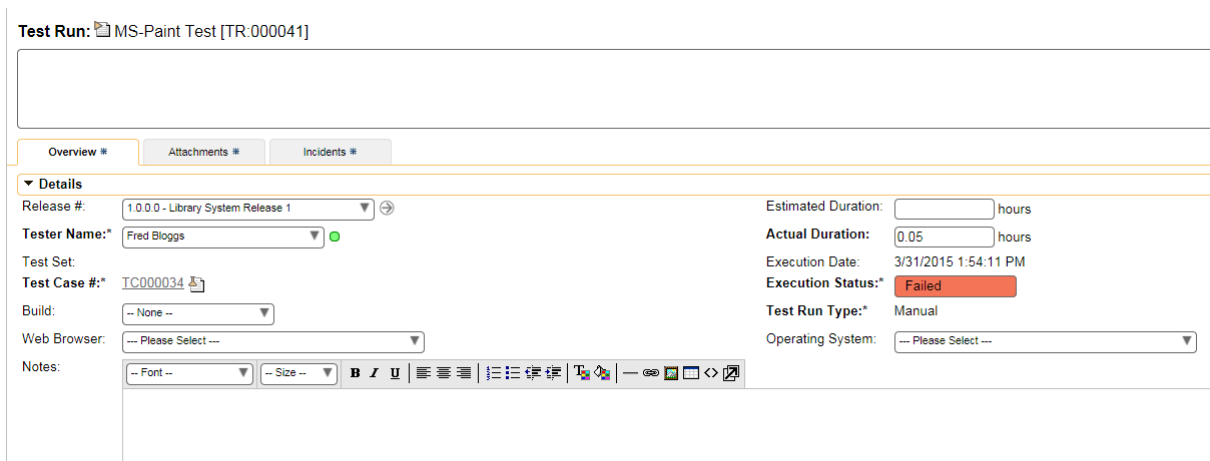 Test Run: MS-Paint Test [TR:000041]
Overview Attachments Incidents
Details
Release #: 1.0.0.0 - Library System Release 1 Estimated Duration: hours
Tester Name:* Fred Bloggs Actual Duration: 0.05 hours
Test Set: Execution Date: 3/31/2015 1:54:11 PM
Test Case #:* TC000034 Execution Status:* Failed
Build: -- None -- Test Run Type:* Manual
Web Browser: --- Please Select --- Operating System: --- Please Select ---
Notes: -- Font -- -- Size -- B I U